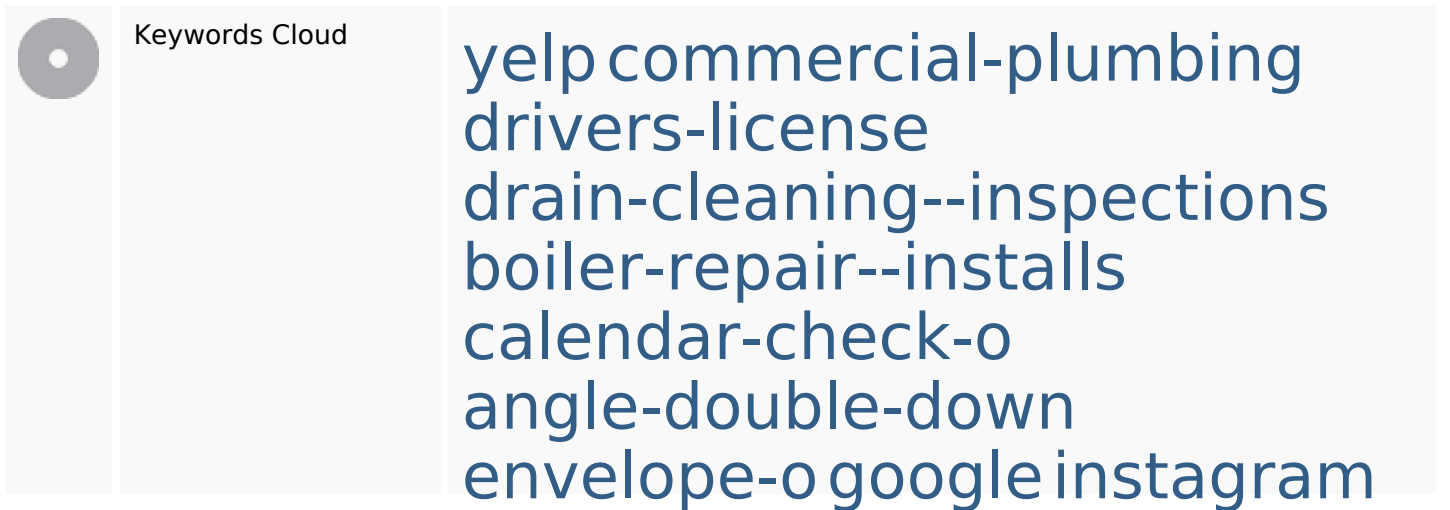 Keywords Cloud
yelp commercial-plumbing
drivers-license
drain-cleaning--inspections
boiler-repair--installs
calendar-check-o
angle-double-down
envelope-o google instagram